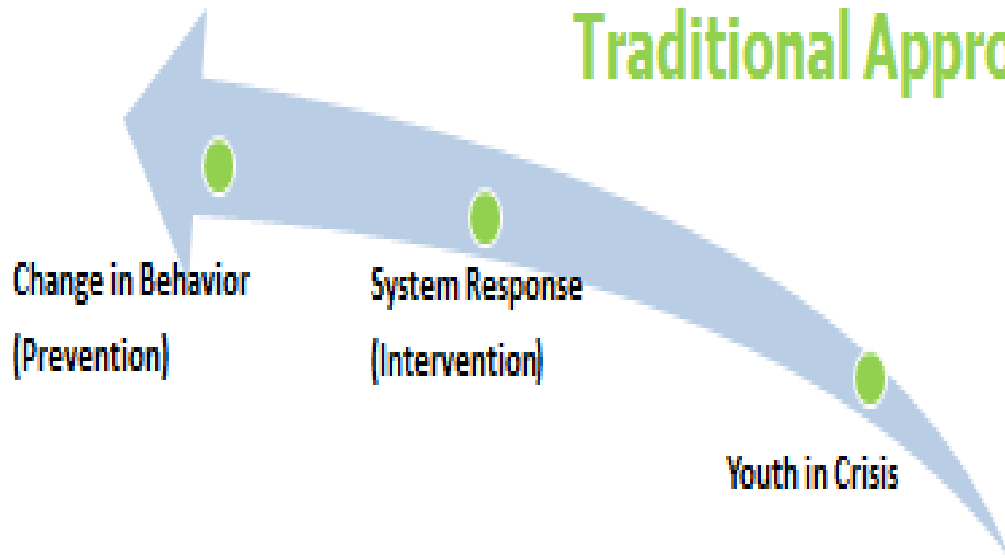 Traditional Appro
Change in Behavior
(Prevention)
System Response
(Intervention)
Youth in Crisis